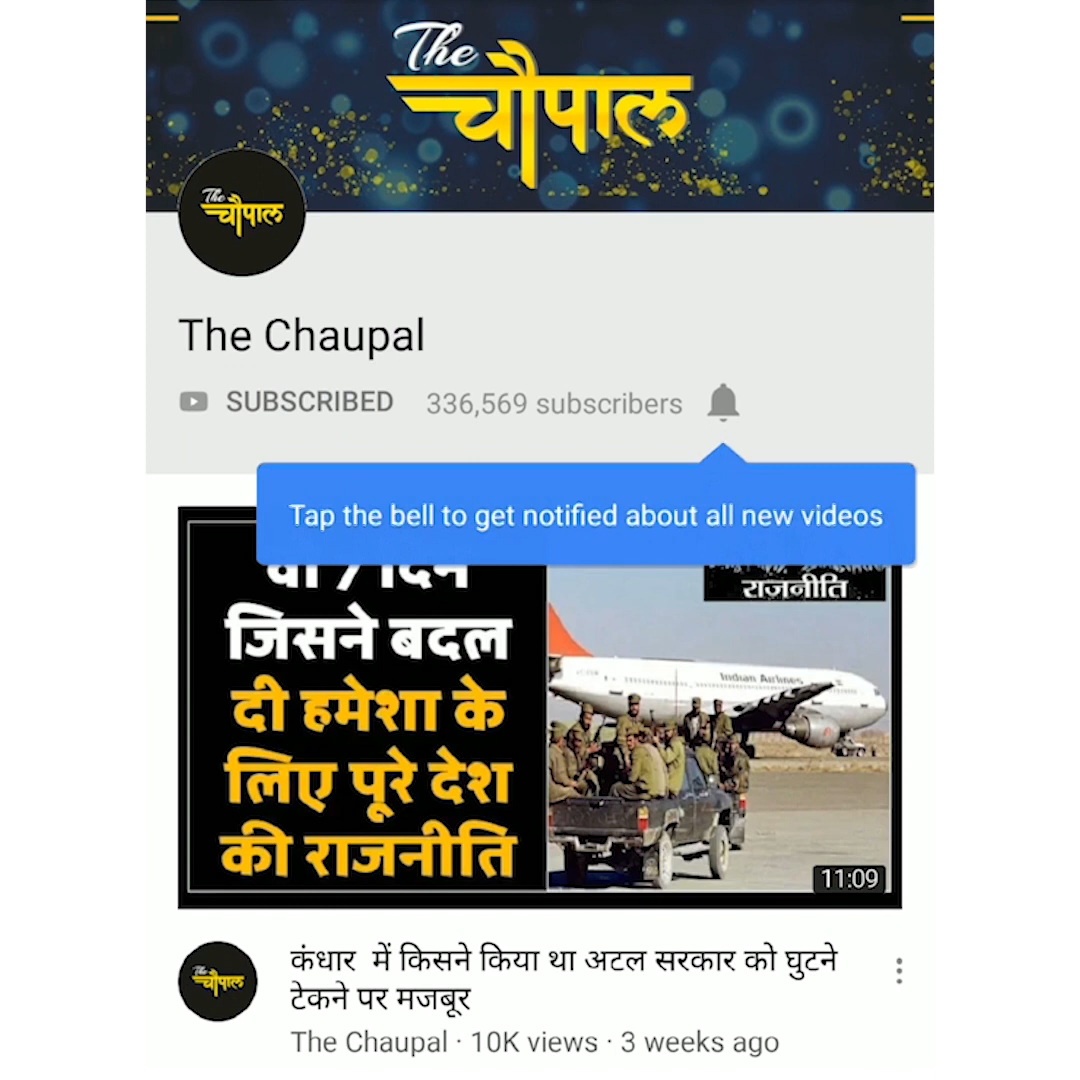 The
चौपाल
The
चौपाल
The Chaupal
SUBSCRIBED 336,569 subscribers
Tap the bell to get notified about all new videos
जिसने बदल
दी हमेशा के
लिए पूरे देश
की राजनीति
राजनीति
Indian Airlines
11:09
The
चौपाल
कंधार में किसने किया था अटल सरकार को घुटने
टेकने पर मजबूर
The Chaupal · 10K views · 3 weeks ago